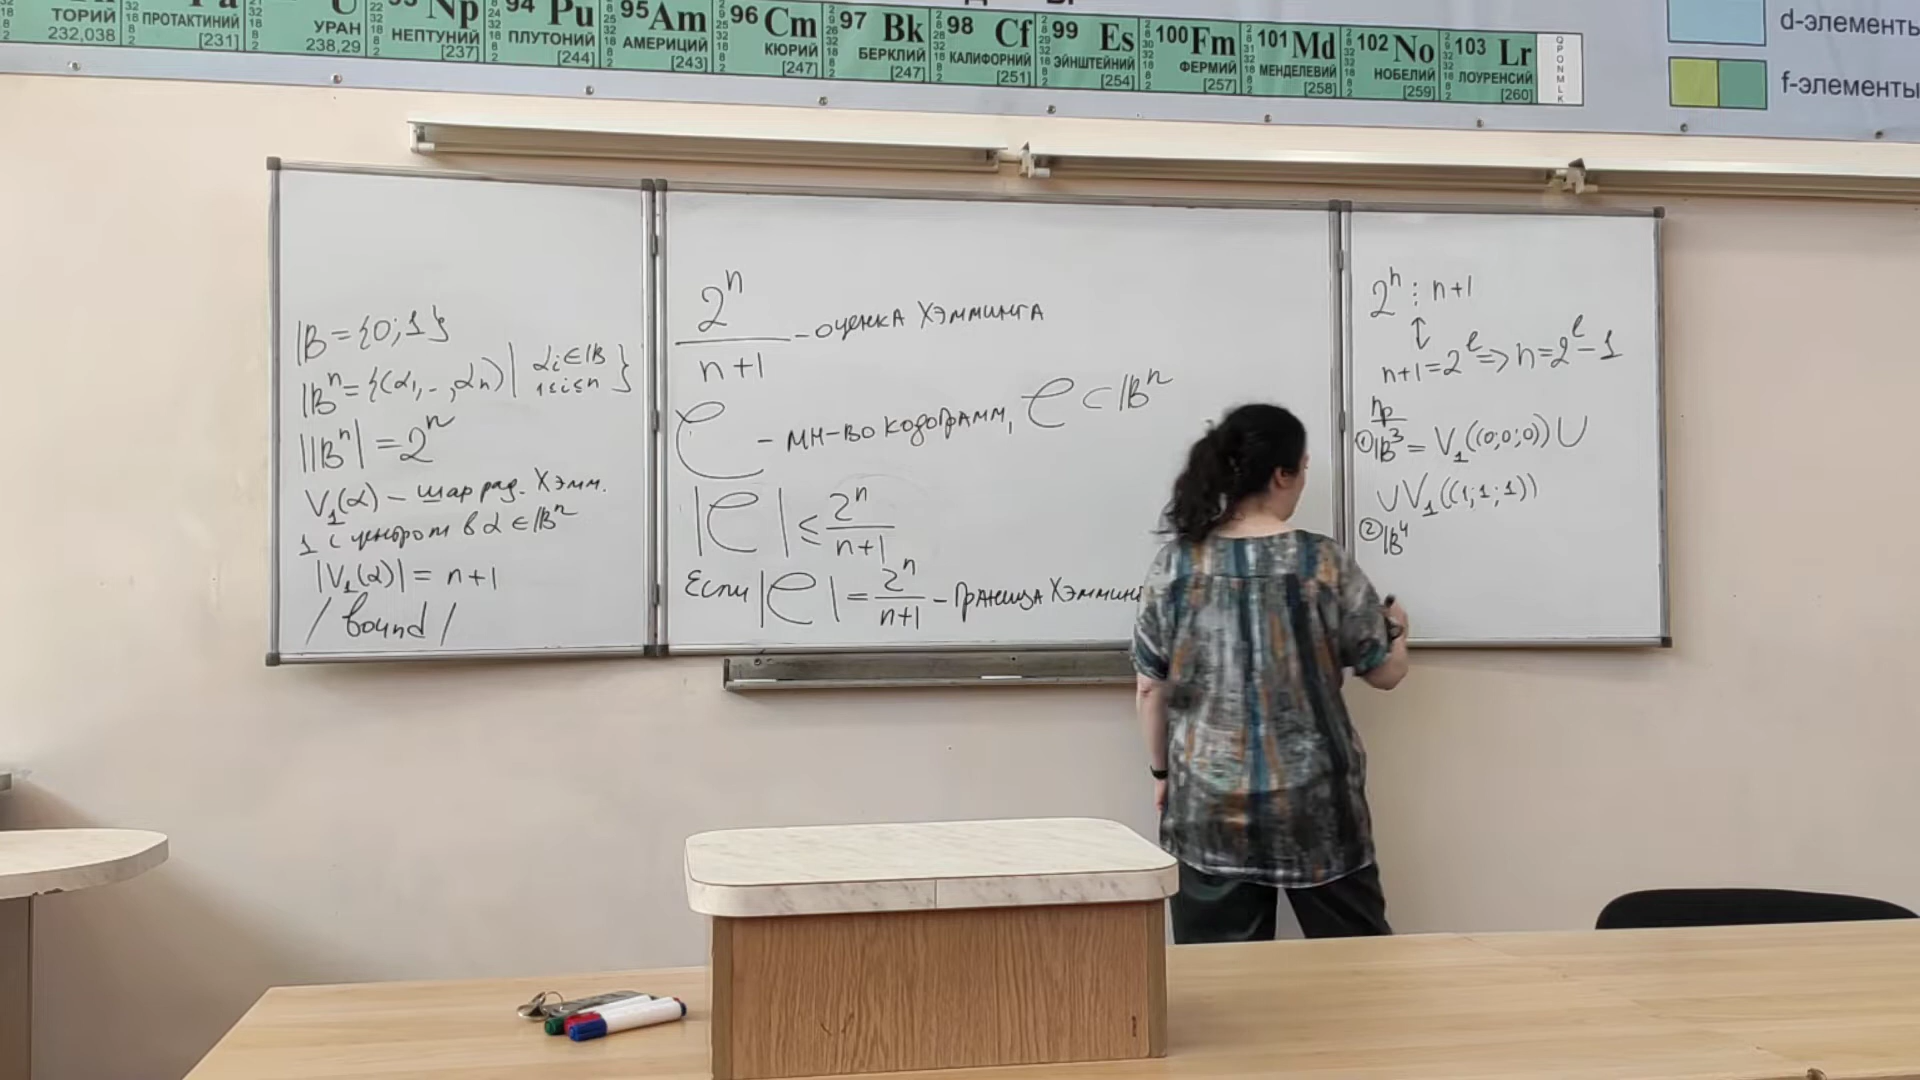 ТОРИЙ 232,038
ПРОТАКТИНИЙ [231]
U УРАН 238,29
93 Np НЕПТУНИЙ [237]
94 Pu ПЛУТОНИЙ [244]
95 Am АМЕРИЦИЙ [243]
96 Cm КЮРИЙ [247]
97 Bk БЕРКЛИЙ [247]
98 Cf КАЛИФОРНИЙ [251]
99 Es ЭЙНШТЕЙНИЙ [254]
100 Fm ФЕРМИЙ [257]
101 Md МЕНДЕЛЕВИЙ [258]
102 No НОБЕЛИЙ [259]
103 Lr ЛОУРЕНСИЙ [260]
Q P O N M L K
d-элементы
f-элементы
B = {0; 1}
Bⁿ = {(α₁, .., αₙ) | αᵢ ∈ B 1≤i≤n}
|Bⁿ| = 2ⁿ
V₁(α) – шар рад. Хэмм.
1 с центром в α ∈ Bⁿ
|V₁(α)| = n+1
/ bound /
2ⁿ/(n+1) – оценка Хэмминга
C – мн-во кодограмм, C ⊂ Bⁿ
|C| ≤ 2ⁿ/(n+1)
Если |C| = 2ⁿ/(n+1) – Граница Хэмминг
2ⁿ ⋮ n+1
↕
n+1 = 2ˡ => n = 2ˡ - 1
Пр
① B³ = V₁((0;0;0)) ∪
∪ V₁((1;1;1))
② B⁴